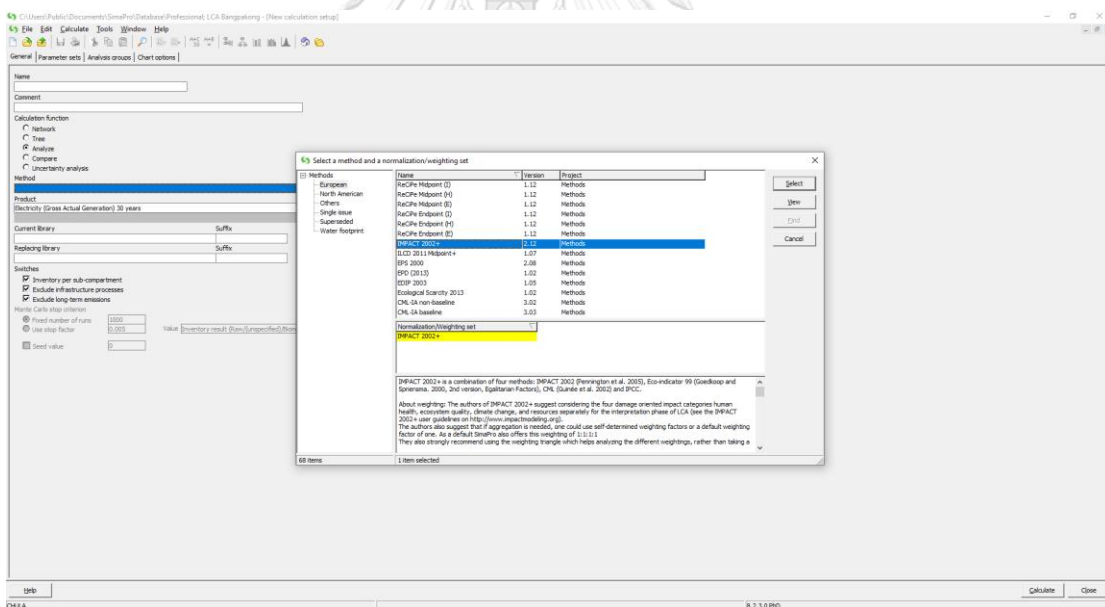 C:\Users\Public\Documents\SimaPro\Database\Professional; LCA Bangpakong - [New calculation setup]
File Edit Calculate Tools Window Help
General Parameter sets Analysis groups Chart options
Name
Comment
Calculation function
Network
Tree
Analyze
Compare
Uncertainty analysis
Method
Product
Electricity (Gross Actual Generation) 30 years
Current library Suffix
Replacing library Suffix
Switches
Inventory per sub-compartment
Exclude infrastructure processes
Exclude long-term emissions
Monte Carlo stop criterion
Fixed number of runs 1000
Use stop factor 0.005 Value
Seed value 0
Select a method and a normalization/weighting set
Methods
European
North American
Others
Single issue
Superseded
Water footprint
Name Version Project
ReCiPe Midpoint (I) 1.12 Methods
ReCiPe Midpoint (H) 1.12 Methods
ReCiPe Midpoint (E) 1.12 Methods
ReCiPe Endpoint (I) 1.12 Methods
ReCiPe Endpoint (H) 1.12 Methods
ReCiPe Endpoint (E) 1.12 Methods
IMPACT 2002+ 2.12 Methods
ILCD 2011 Midpoint+ 1.07 Methods
EPS 2000 2.08 Methods
EPD (2013) 1.02 Methods
EDIP 2003 1.05 Methods
Ecological Scarcity 2013 1.02 Methods
CML-IA non-baseline 3.02 Methods
CML-IA baseline 3.03 Methods
Normalization/Weighting set
IMPACT 2002+
IMPACT 2002+ is a combination of four methods: IMPACT 2002 (Pennington et al. 2005), Eco-indicator 99 (Goedkoop and
Spriensma. 2000, 2nd version, Egalitarian Factors), CML (Guinée et al. 2002) and IPCC.
About weighting: The authors of IMPACT 2002+ suggest considering the four damage oriented impact categories human
health, ecosystem quality, climate change, and resources separately for the interpretation phase of LCA (see the IMPACT
2002+ user guidelines on http://www.impactmodeling.org).
The authors also suggest that if aggregation is needed, one could use self-determined weighting factors or a default weighting
factor of one. As a default SimaPro also offers this weighting of 1:1:1:1
They also strongly recommend using the weighting triangle which helps analyzing the different weightings, rather than taking a
68 items 1 item selected
Select
View
Find
Cancel
Help Calculate Close
CHULA 8.2.3.0 PhD